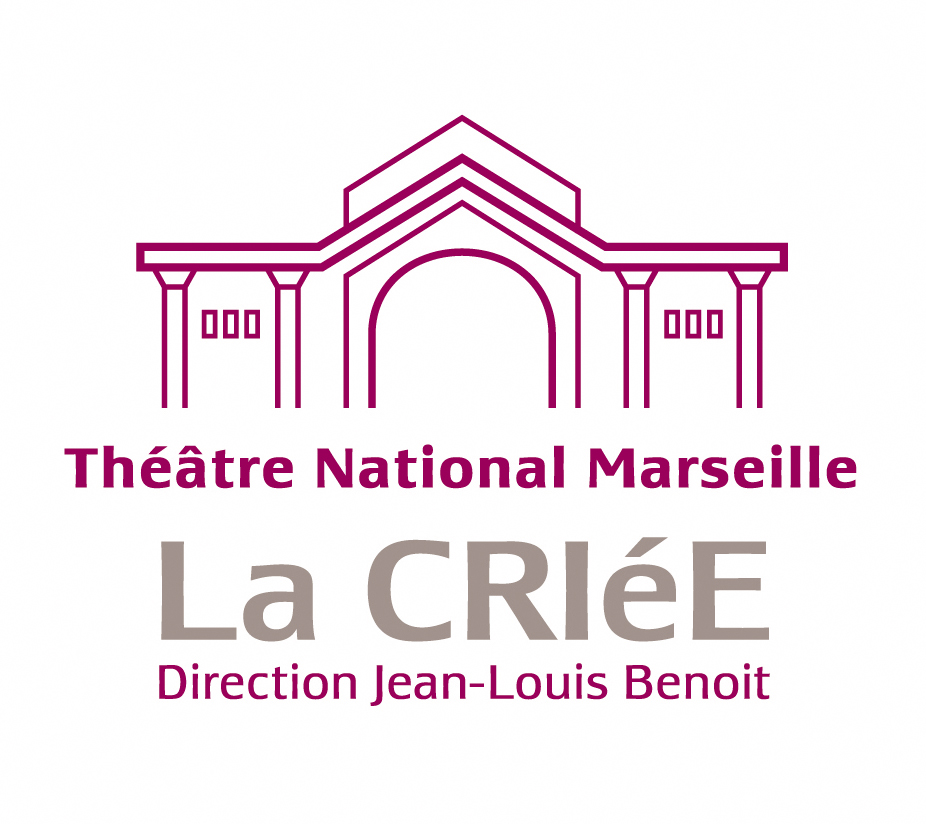 Théâtre National Marseille
La CRIéE
Direction Jean-Louis Benoit